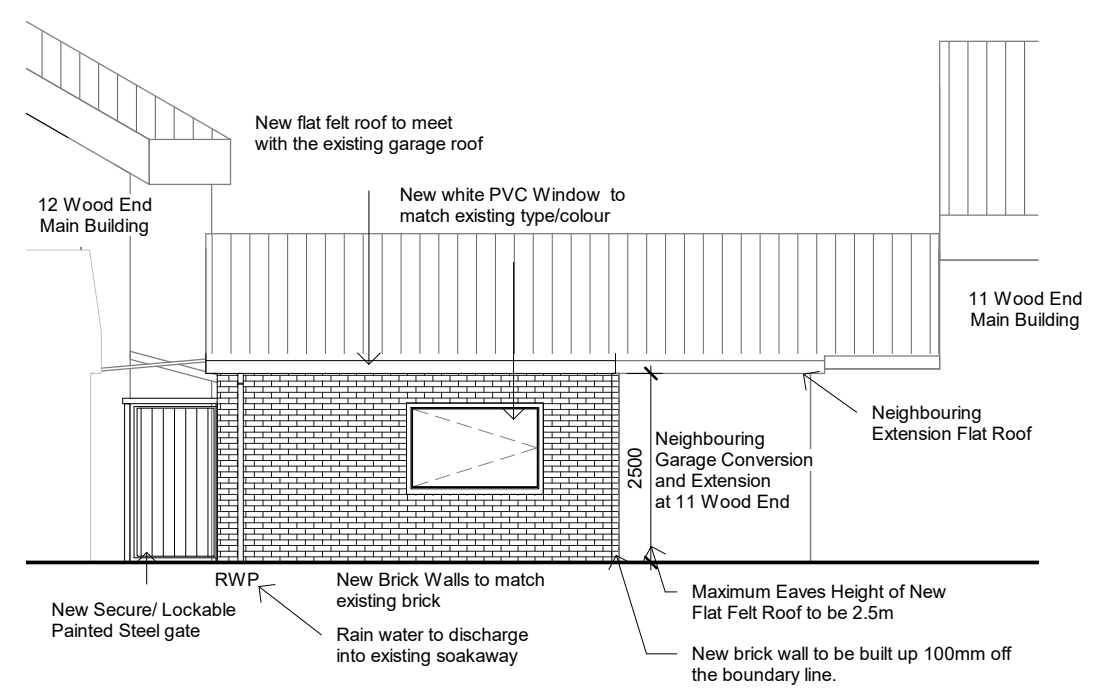 New flat felt roof to meet
with the existing garage roof
New white PVC Window to
match existing type/colour
12 Wood End
Main Building
11 Wood End
Main Building
Neighbouring
Extension Flat Roof
2500
Neighbouring
Garage Conversion
and Extension
at 11 Wood End
RWP
New Secure/ Lockable
Painted Steel gate
New Brick Walls to match
existing brick
Rain water to discharge
into existing soakaway
Maximum Eaves Height of New
Flat Felt Roof to be 2.5m
New brick wall to be built up 100mm off
the boundary line.